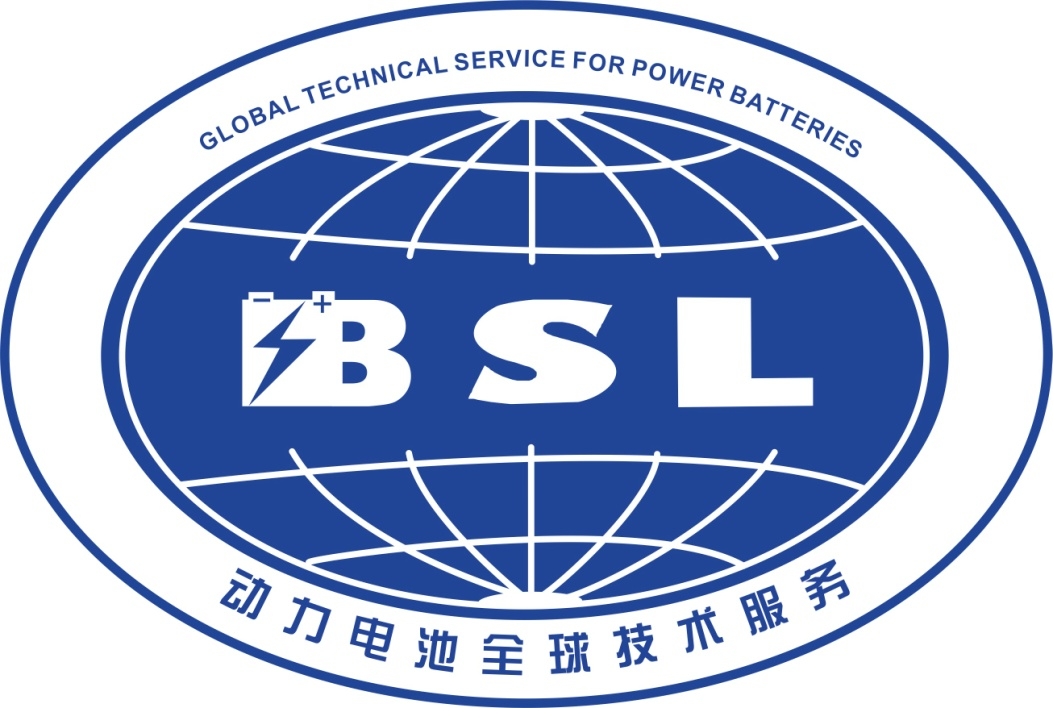 GLOBAL TECHNICAL SERVICE FOR POWER BATTERIES
- +
BSL
动力电池全球技术服务